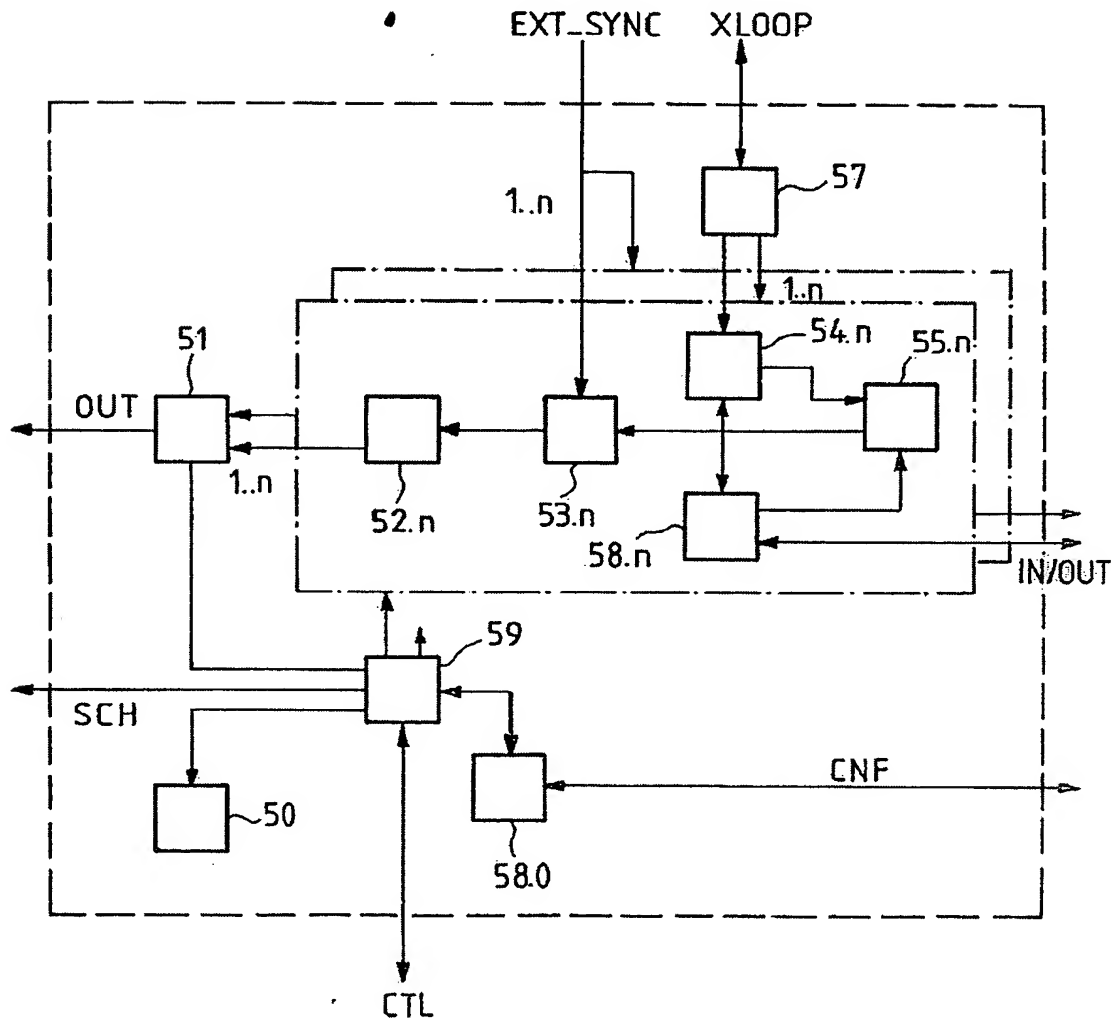 EXT_SYNC XLOOP
57
1..n
1..n
54.n
55.n
51
OUT
1..n
52.n
53.n
58.n
IN/OUT
59
SCH
CNF
50
58.0
CTL